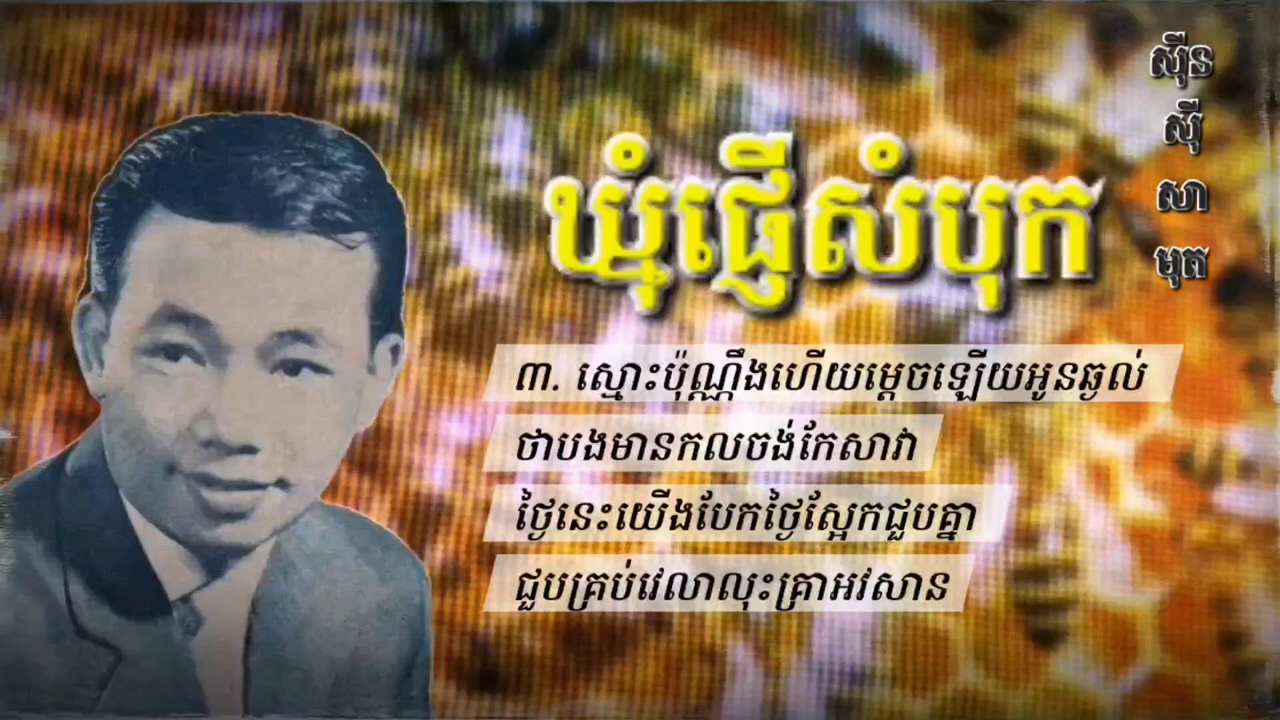 ឃ្មុំផ្ញើសំបុក
ស៊ីន
ស៊ី
សា
មុត
៣. ស្មោះប៉ុណ្ណឹងហើយម្ដេចឡើយអូនឆ្ងល់
ថាបងមានកលចង់កែសាវា
ថ្ងៃនេះយើងបែកថ្ងៃស្អែកជួបគ្នា
ជួបគ្រប់វេលាលុះគ្រាអវសាន